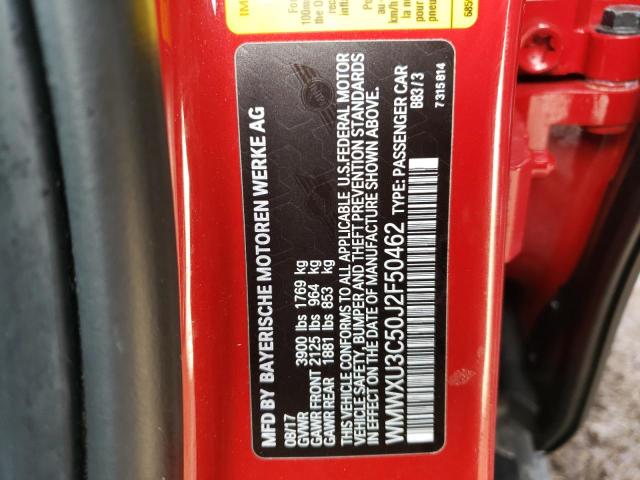 MFD BY BAYERISCHE MOTOREN WERKE AG
08/17
GVWR 3900 lbs 1769 kg
GAWR FRONT 2125 lbs 964 kg
GAWR REAR 1881 lbs 853 kg
THIS VEHICLE CONFORMS TO ALL APPLICABLE U.S.FEDERAL MOTOR
VEHICLE SAFETY, BUMPER AND THEFT PREVENTION STANDARDS
IN EFFECT ON THE DATE OF MANUFACTURE SHOWN ABOVE.
WMWXU3C50J2F50462 TYPE: PASSENGER CAR
B83/3
7315814